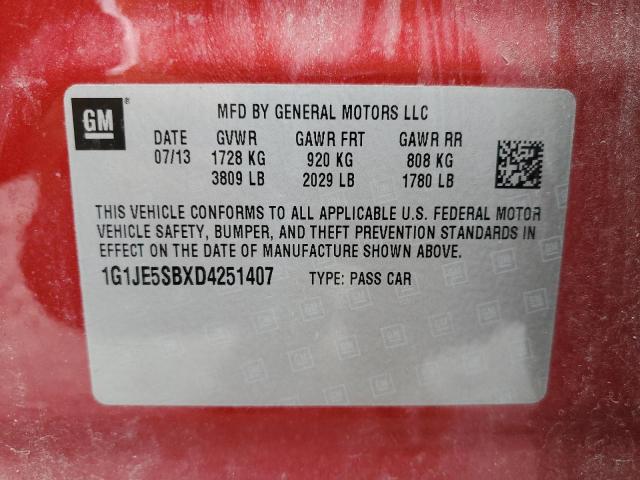 GM ® MFD BY GENERAL MOTORS LLC
DATE GVWR GAWR FRT GAWR RR
07/13 1728 KG 920 KG 808 KG
3809 LB 2029 LB 1780 LB
THIS VEHICLE CONFORMS TO ALL APPLICABLE U.S. FEDERAL MOTOR
VEHICLE SAFETY, BUMPER, AND THEFT PREVENTION STANDARDS IN
EFFECT ON THE DATE OF MANUFACTURE SHOWN ABOVE.
1G1JE5SBXD4251407 TYPE: PASS CAR